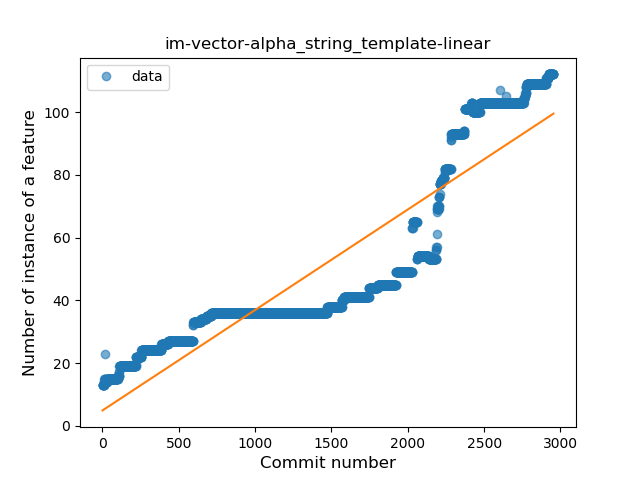 im-vector-alpha_string_template-linear
data
Number of instance of a feature
100
80
60
40
20
0
0 500 1000 1500 2000 2500 3000
Commit number